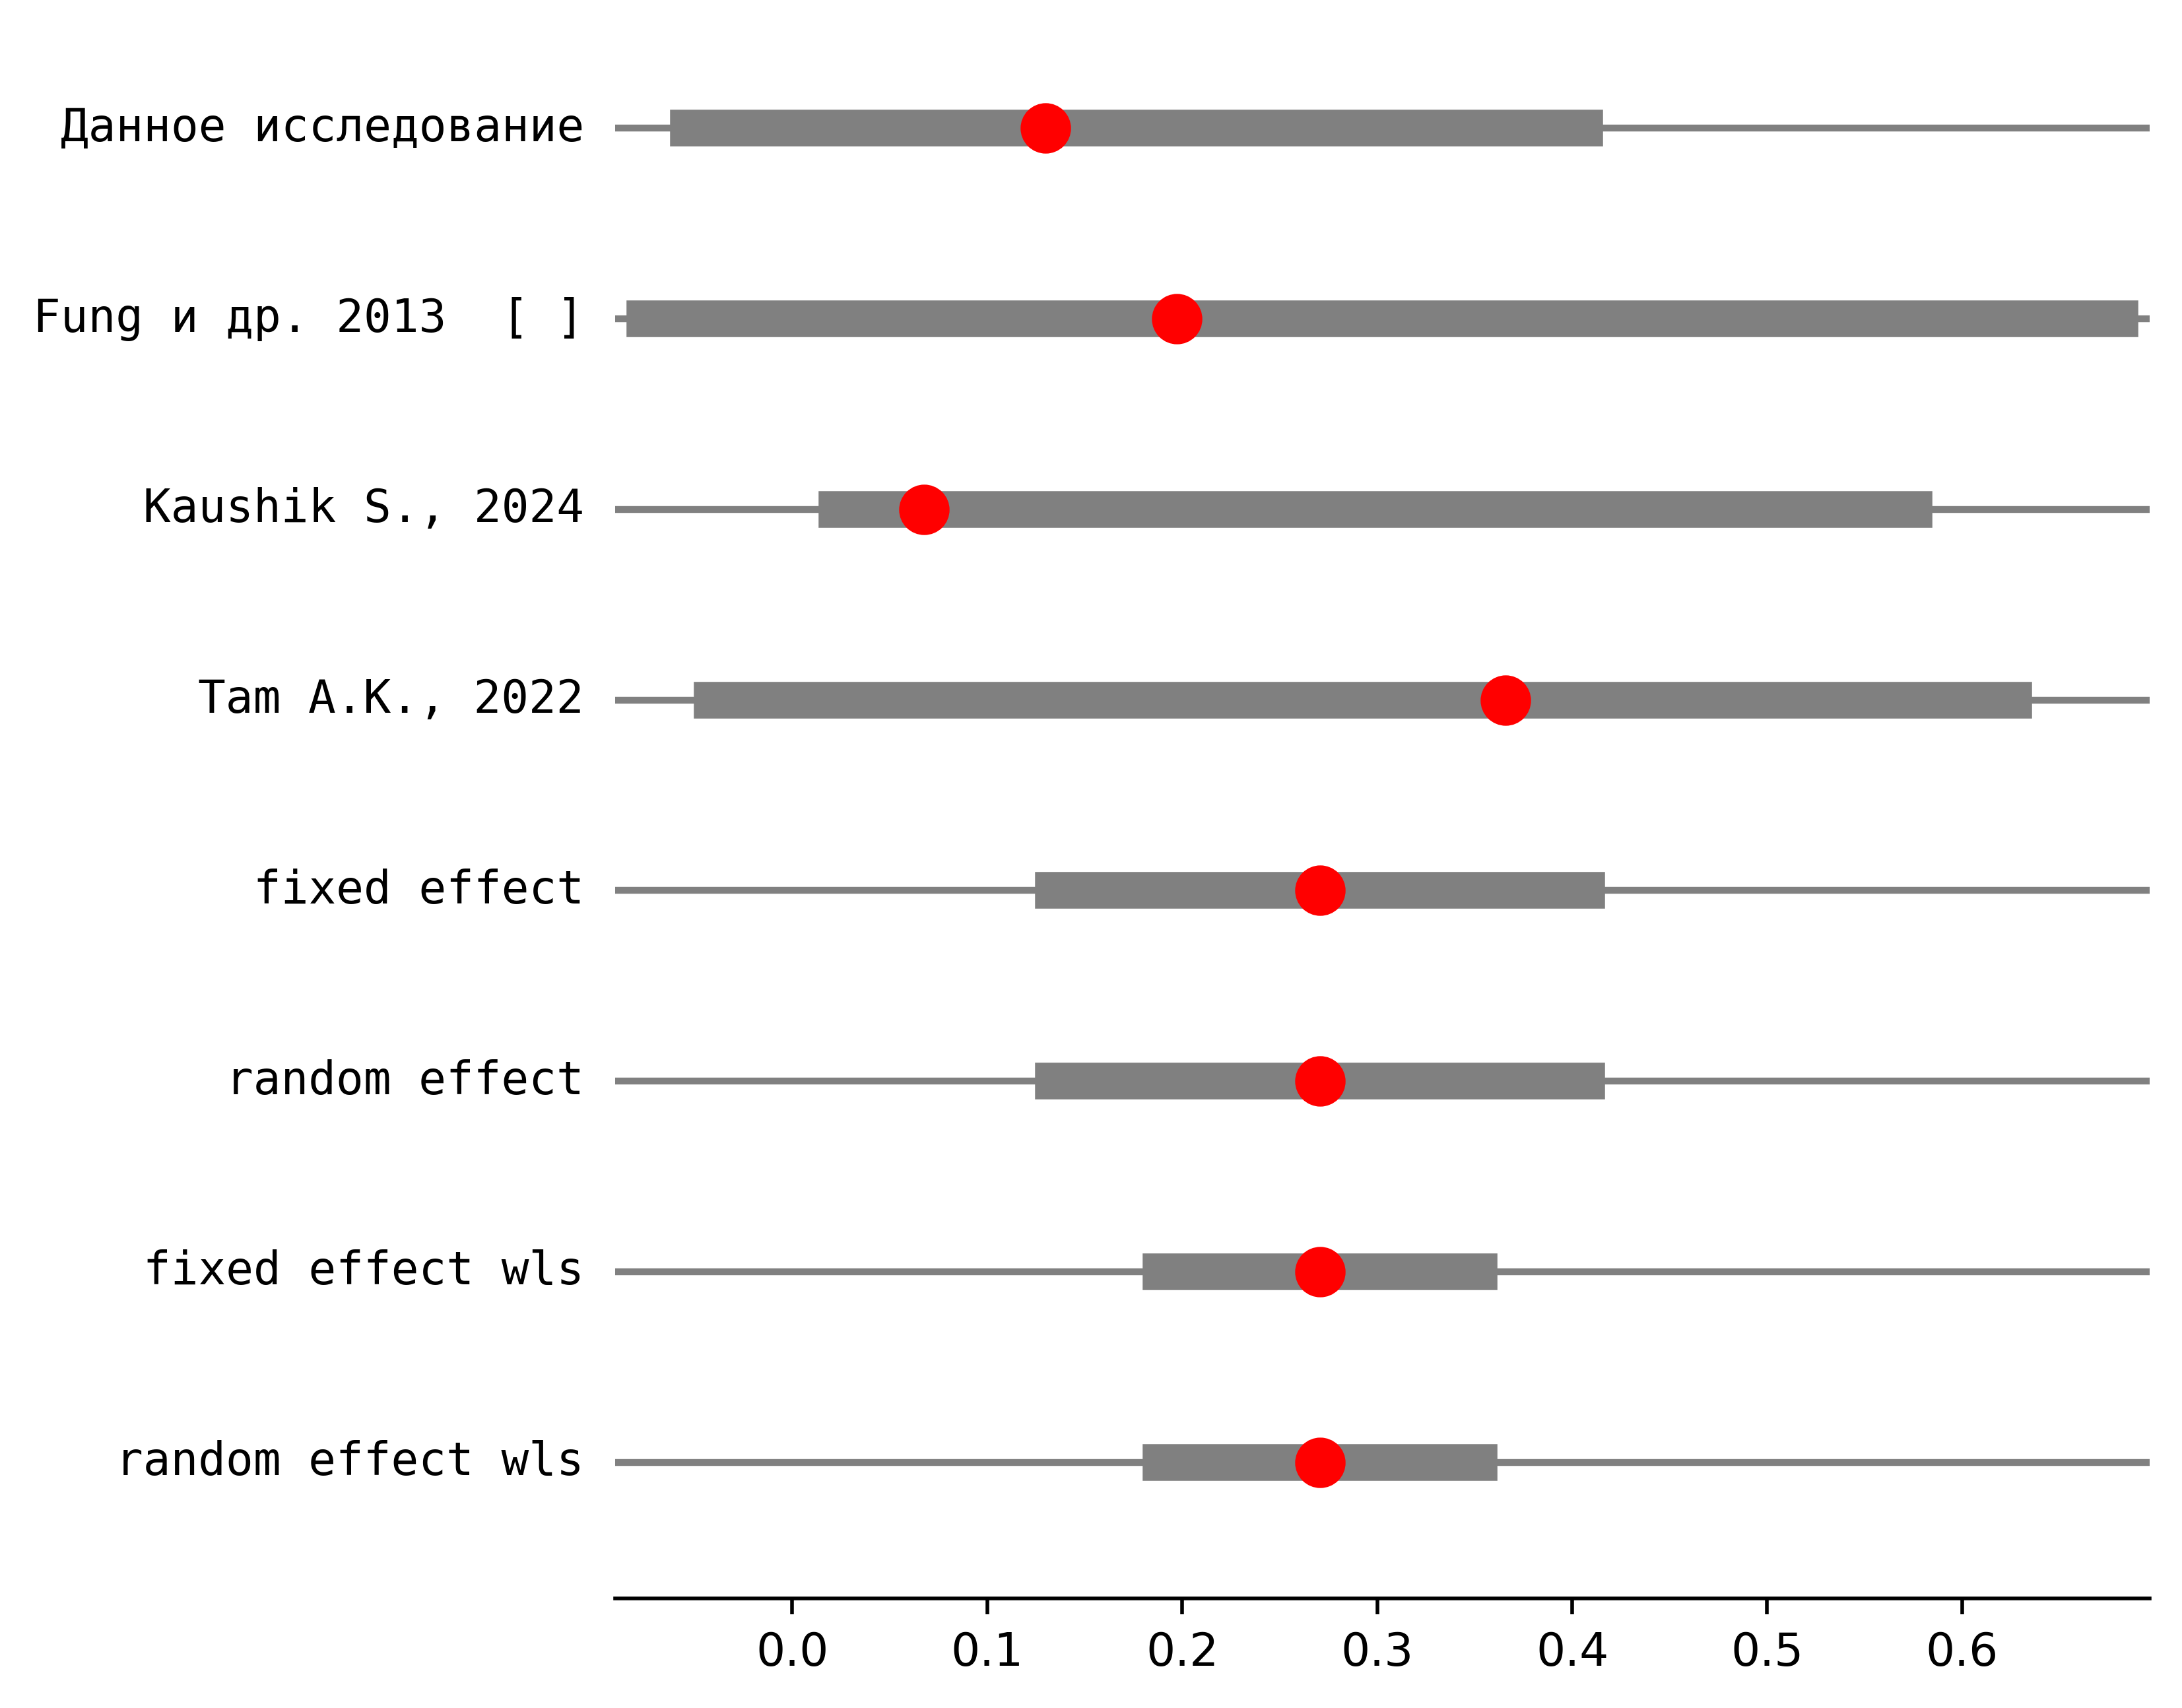 Данное исследование
Fung и др. 2013  [ ]
Kaushik S., 2024
Tam A.K., 2022
fixed effect
random effect
fixed effect wls
random effect wls
0.0 0.1 0.2 0.3 0.4 0.5 0.6